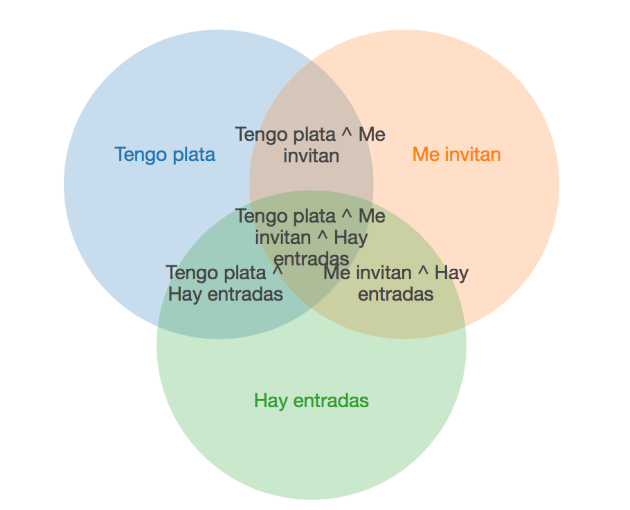 Tengo plata
Tengo plata ^ Me
invitan
Me invitan
Tengo plata ^ Me
invitan ^ Hay
entradas
Tengo plata ^
Hay entradas
Me invitan ^ Hay
entradas
Hay entradas